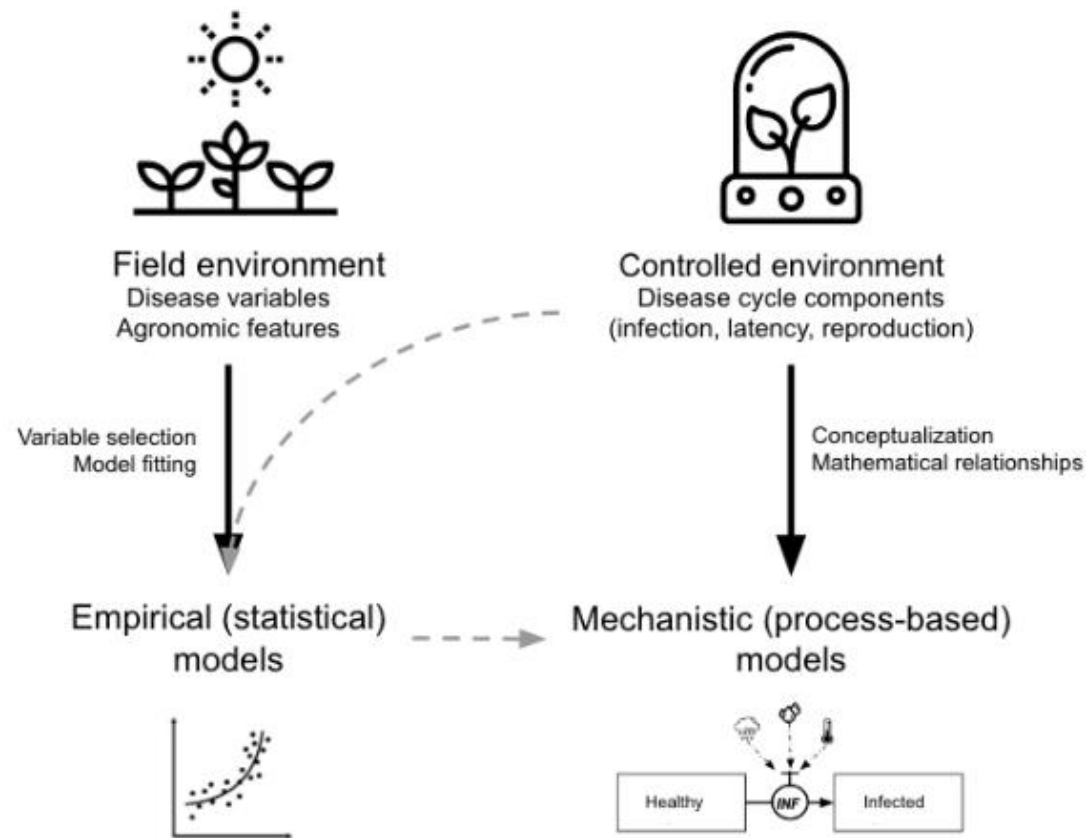 Field environment
Disease variables
Agronomic features
Controlled environment
Disease cycle components
(infection, latency, reproduction)
Variable selection
Model fitting
Conceptualization
Mathematical relationships
Empirical (statistical)
models
Mechanistic (process-based)
models
Healthy
INF
Infected